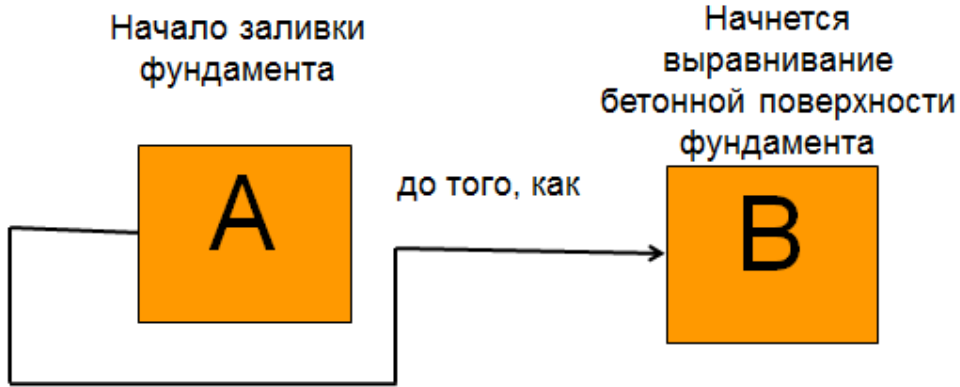 Начало заливки
фундамента
Начнется
выравнивание
бетонной поверхности
фундамента
A
до того, как
B